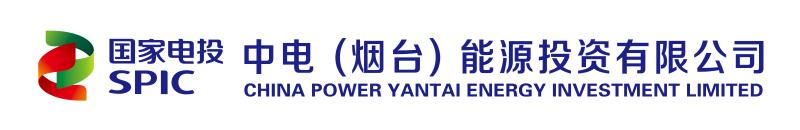 国家电投
SPIC
中电（烟台）能源投资有限公司
CHINA POWER YANTAI ENERGY INVESTMENT LIMITED